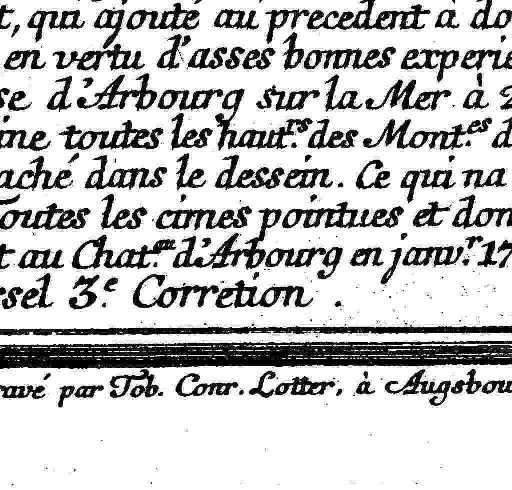 t, qui ajouté au precedent à do
en vertu d'asses bonnes experie
se d'Arbourg sur la Mer à 2
ine toutes les haut.rs des Mont.es d
aché dans le dessein. Ce qui na
Toutes les cimes pointues et don
t au Chat.au d'Arbourg en janv.r 17
sel 3.e Corretion.
ravé par Tob. Conr. Lotter, à Augsbou